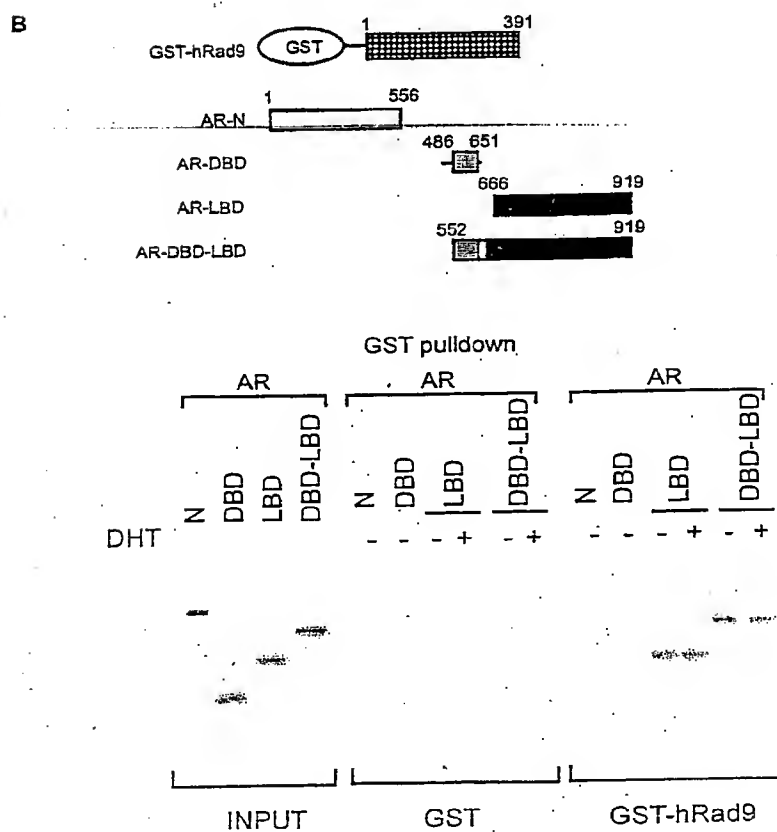 B
1 391
GST-hRad9 GST
1 556
AR-N
486 651
AR-DBD
666 919
AR-LBD
552 919
AR-DBD-LBD
GST pulldown
AR AR AR
N DBD LBD DBD-LBD N DBD LBD DBD-LBD N DBD LBD DBD-LBD
DHT - - - + - + - - - + - +
INPUT GST GST-hRad9